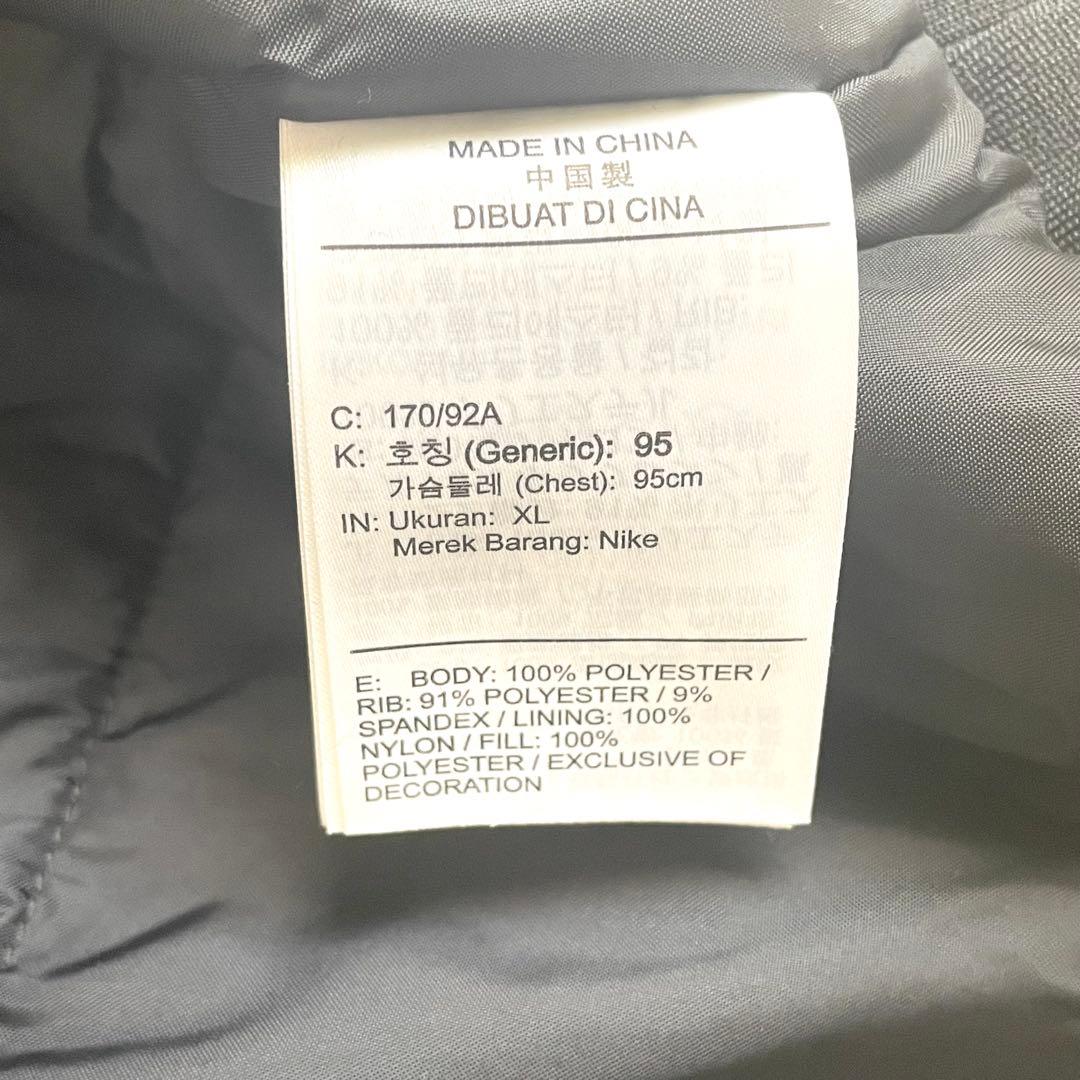 MADE IN CHINA
中国製
DIBUAT DI CINA
C: 170/92A
K: 호칭 (Generic): 95
가슴둘레 (Chest): 95cm
IN: Ukuran: XL
Merek Barang: Nike
E: BODY: 100% POLYESTER /
RIB: 91% POLYESTER / 9%
SPANDEX / LINING: 100%
NYLON / FILL: 100%
POLYESTER / EXCLUSIVE OF
DECORATION